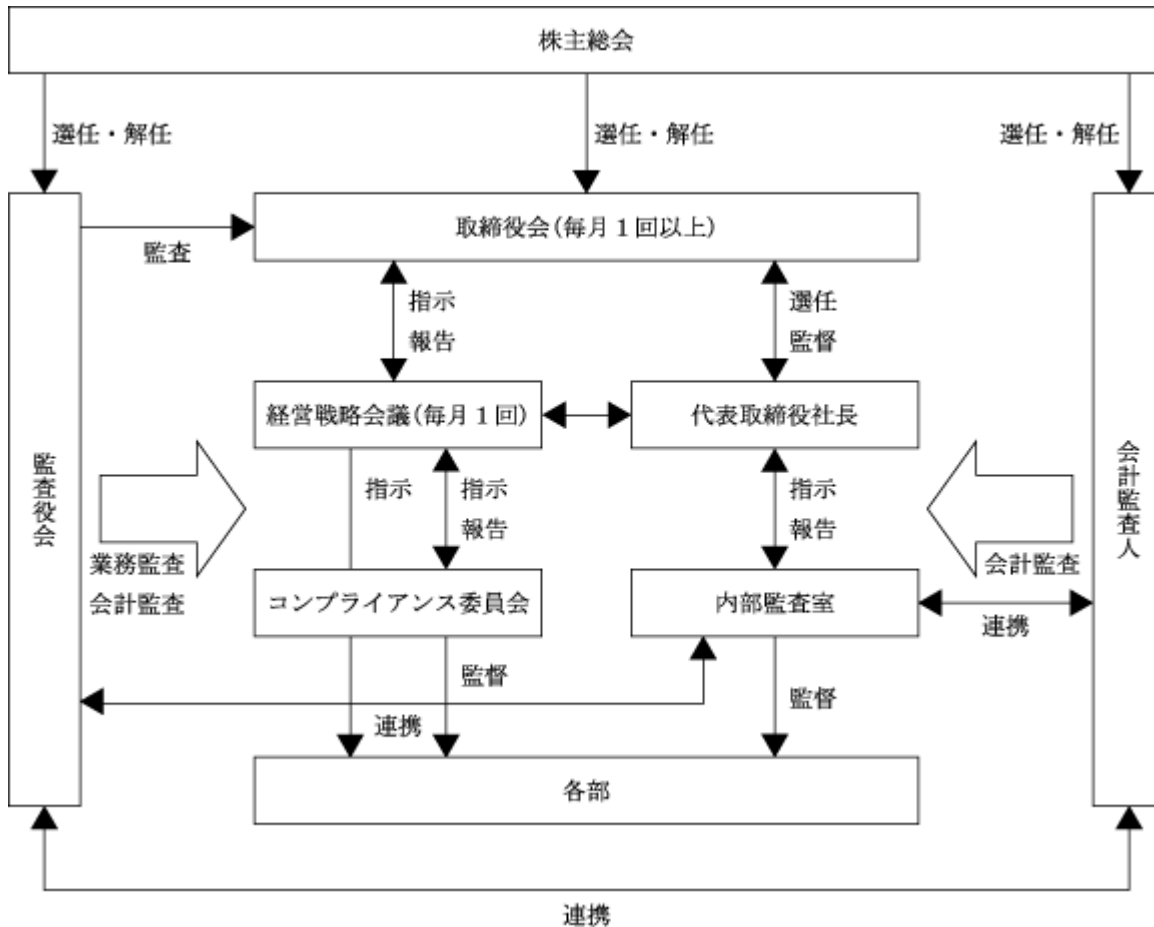 株主総会
選任・解任
選任・解任
選任・解任
取締役会(毎月1回以上)
監査
指示
報告
選任
監督
経営戦略会議(毎月1回)
代表取締役社長
監査役会
会計監査人
指示
指示
報告
指示
報告
業務監査
会計監査
会計監査
コンプライアンス委員会
内部監査室
連携
監督
連携
監督
各部
連携